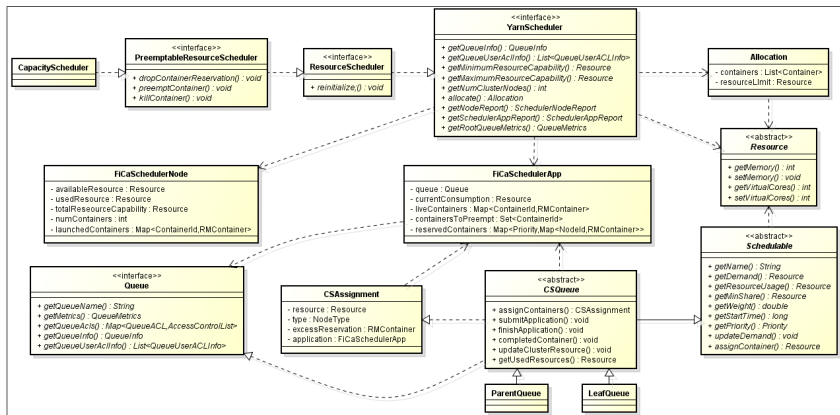 CapacityScheduler
<<interface>>
PreemptableResourceScheduler
+ dropContainerReservation() : void
+ preemptContainer() : void
+ killContainer() : void
<<interface>>
ResourceScheduler
+ reinitialize;() : void
<<interface>>
YarnScheduler
+ getQueueInfo() : QueueInfo
+ getQueueUserAclInfo() : List<QueueUserACLInfo>
+ getMinimumResourceCapability() : Resource
+ getMaximumResourceCapability() : Resource
+ getNumClusterNodes() : int
+ allocate() : Allocation
+ getNodeReport() : SchedulerNodeReport
+ getSchedulerAppReport() : SchedulerAppReport
+ getRootQueueMetrics() : QueueMetrics
Allocation
- containers : List<Container>
- resourceLimit : Resource
<<abstract>>
Resource
+ getMemory() : int
+ setMemory() : void
+ getVirtualCores() : int
+ setVirtualCores() : int
FiCaSchedulerNode
- availableResource : Resource
- usedResource : Resource
- totalReseourceCapability : Resource
- numContainers : int
- launchedContainers : Map<ContainerId,RMContainer>
FiCaSchedulerApp
- queue : Queue
- currentConsumption : Resource
- liveContainers : Map<ContainerId,RMContainer>
- containersToPreempt : Set<ContainerId>
- reservedContainers : Map<Priority,Map<NodeId,RMContainer>>
<<interface>>
Queue
+ getQueueName() : String
+ getMetrics() : QueueMetrics
+ getQueueAcls() : Map<QueueACL,AccessControlList>
+ getQueueInfo() : QueueInfo
+ getQueueUserAclInfo() : List<QueueUserACLInfo>
CSAssignment
- resource : Resource
- type : NodeType
- excessReservation : RMContainer
- application : FiCaSchedulerApp
<<abstract>>
CSQueue
+ assignContainers() : CSAssignment
+ submitApplication() : void
+ finishApplication() : void
+ completedContainer() : void
+ updateClusterResource() : void
+ getUsedResources() : Resource
<<abstract>>
Schedulable
+ getName() : String
+ getDemand() : Resource
+ getResourceUsage() : Resource
+ getMinShare() : Resource
+ getWeight() : double
+ getStartTime() : long
+ getPriority() : Priority
+ updateDemand() : void
+ assignContainer() : Resource
ParentQueue
LeafQueue